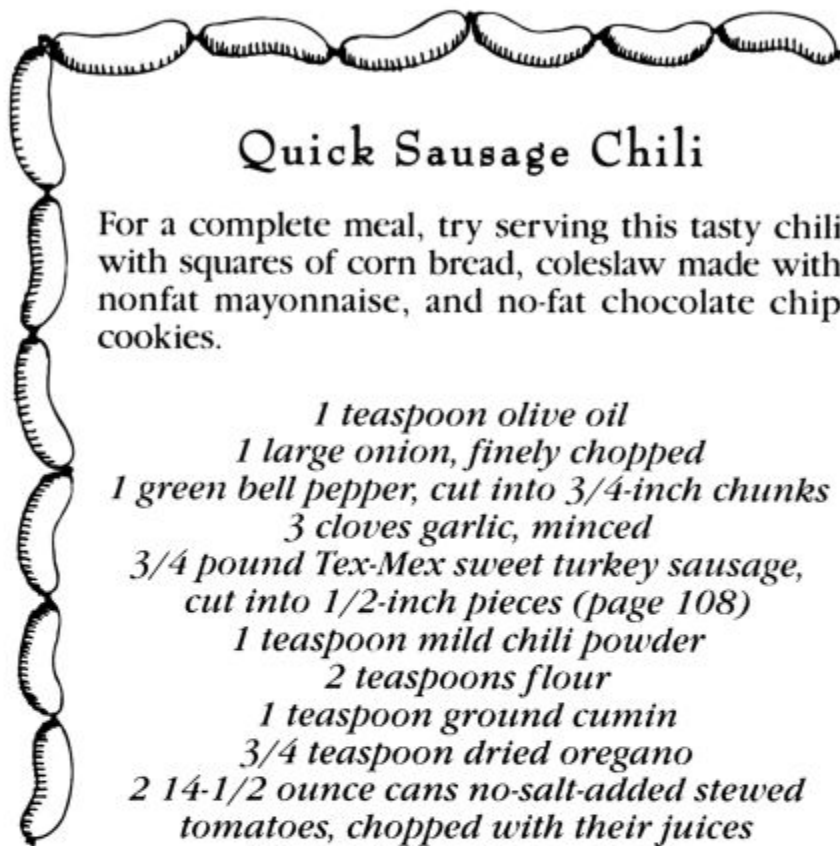 Quick Sausage Chili
For a complete meal, try serving this tasty chili
with squares of corn bread, coleslaw made with
nonfat mayonnaise, and no-fat chocolate chip
cookies.
1 teaspoon olive oil
1 large onion, finely chopped
1 green bell pepper, cut into 3/4-inch chunks
3 cloves garlic, minced
3/4 pound Tex-Mex sweet turkey sausage,
cut into 1/2-inch pieces (page 108)
1 teaspoon mild chili powder
2 teaspoons flour
1 teaspoon ground cumin
3/4 teaspoon dried oregano
2 14-1/2 ounce cans no-salt-added stewed
tomatoes, chopped with their juices